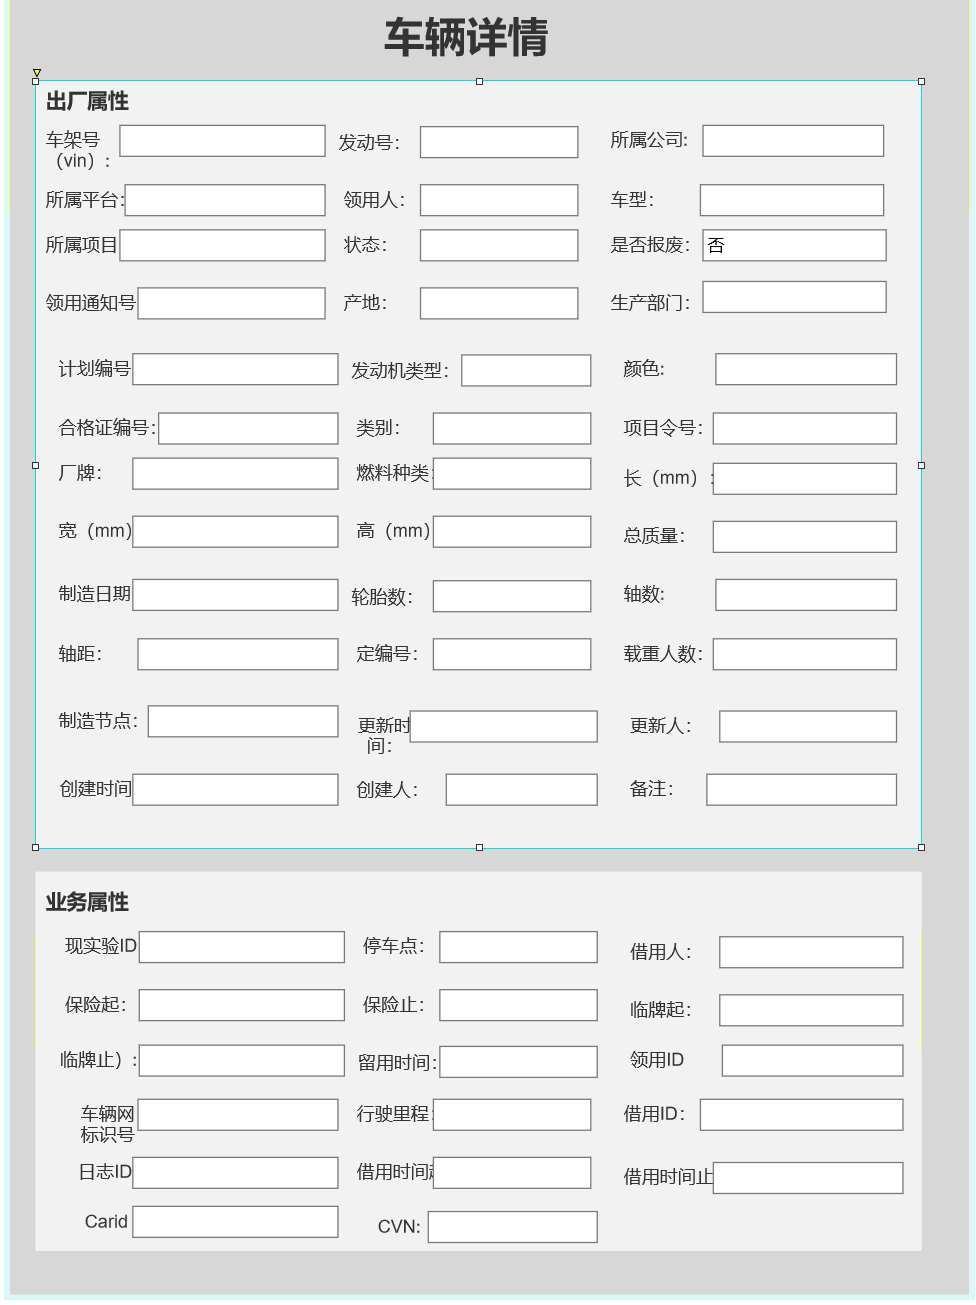 车辆详情
出厂属性
车架号
（vin）:
发动号:
所属公司:
所属平台:
领用人:
车型:
所属项目
状态:
是否报废: 否
领用通知号
产地:
生产部门:
计划编号
发动机类型:
颜色:
合格证编号:
类别:
项目令号:
厂牌:
燃料种类:
长（mm）:
宽（mm）
高（mm）
总质量:
制造日期
轮胎数:
轴数:
轴距:
定编号:
载重人数:
制造节点:
更新时
间:
更新人:
创建时间
创建人:
备注:
业务属性
现实验ID
停车点:
借用人:
保险起:
保险止:
临牌起:
临牌止）:
留用时间:
领用ID
车辆网
标识号
行驶里程:
借用ID:
日志ID
借用时间起
借用时间止
Carid
CVN: